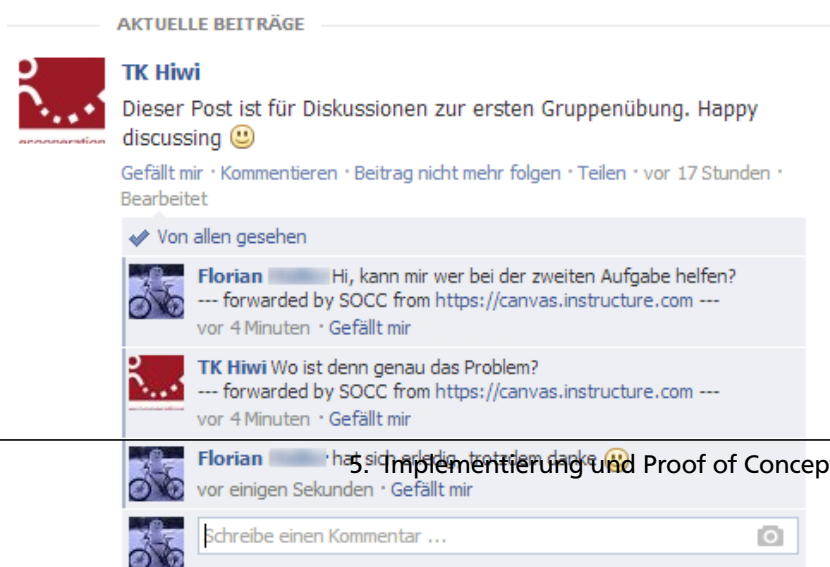 AKTUELLE BEITRÄGE
TK Hiwi
Dieser Post ist für Diskussionen zur ersten Gruppenübung. Happy
discussing
Gefällt mir · Kommentieren · Beitrag nicht mehr folgen · Teilen · vor 17 Stunden ·
Bearbeitet
Von allen gesehen
Florian Hi, kann mir wer bei der zweiten Aufgabe helfen?
--- forwarded by SOCC from https://canvas.instructure.com ---
vor 4 Minuten · Gefällt mir
TK Hiwi Wo ist denn genau das Problem?
--- forwarded by SOCC from https://canvas.instructure.com ---
vor 4 Minuten · Gefällt mir
Florian hat sich erledig, trotzdem danke
5. Implementierung und Proof of Concep
vor einigen Sekunden · Gefällt mir
Schreibe einen Kommentar ...